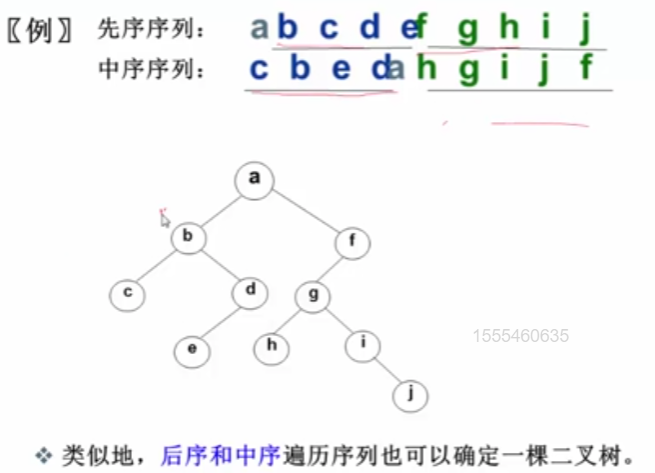 〖例〗 先序序列： a b c d e f g h i j
中序序列： c b e d a h g i j f
a
b f
c d g
e h i
1555460635
j
❖ 类似地，后序和中序遍历序列也可以确定一棵二叉树。